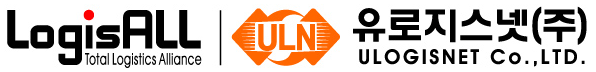 LogisALL
Total Logistics Alliance
ULN
유로지스넷(주)
ULOGISNET Co.,LTD.